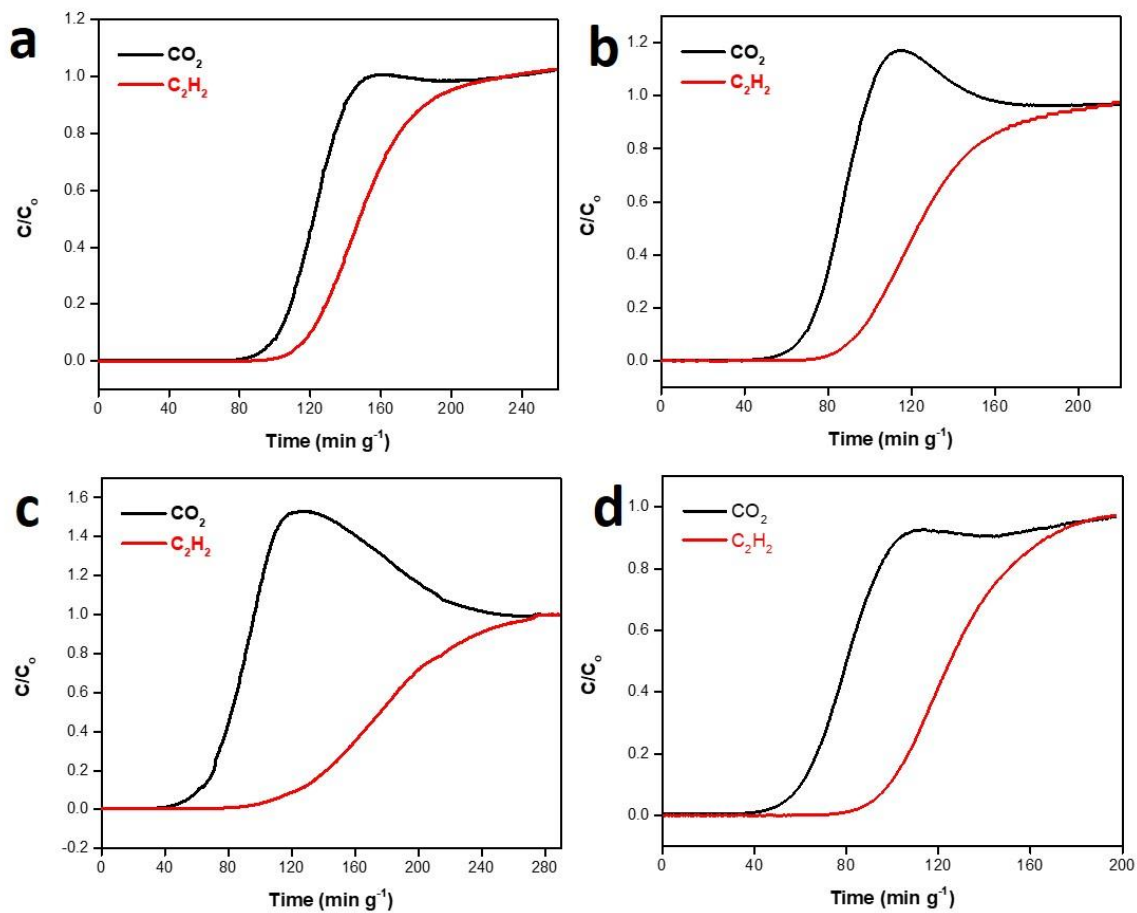 a
CO₂
C₂H₂
1.2
1.0
0.8
0.6
0.4
0.2
0.0
C/Cₒ
0 40 80 120 160 200 240
Time (min g⁻¹)
b
CO₂
C₂H₂
1.2
1.0
0.8
0.6
0.4
0.2
0.0
C/Cₒ
0 40 80 120 160 200
Time (min g⁻¹)
c
CO₂
C₂H₂
1.6
1.4
1.2
1.0
0.8
0.6
0.4
0.2
0.0
-0.2
C/Cₒ
0 40 80 120 160 200 240 280
Time (min g⁻¹)
d
CO₂
C₂H₂
1.0
0.8
0.6
0.4
0.2
0.0
C/Cₒ
0 40 80 120 160 200
Time (min g⁻¹)